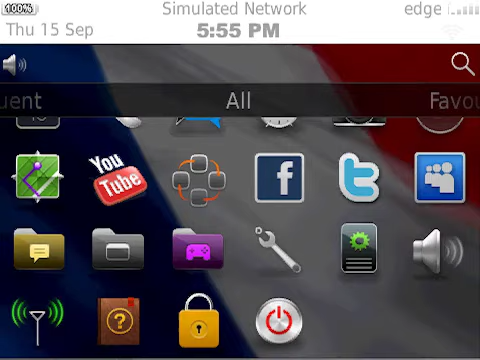 100%
Simulated Network
edge
Thu 15 Sep
5:55 PM
uent
All
Favou
You
Tube
f
t
?